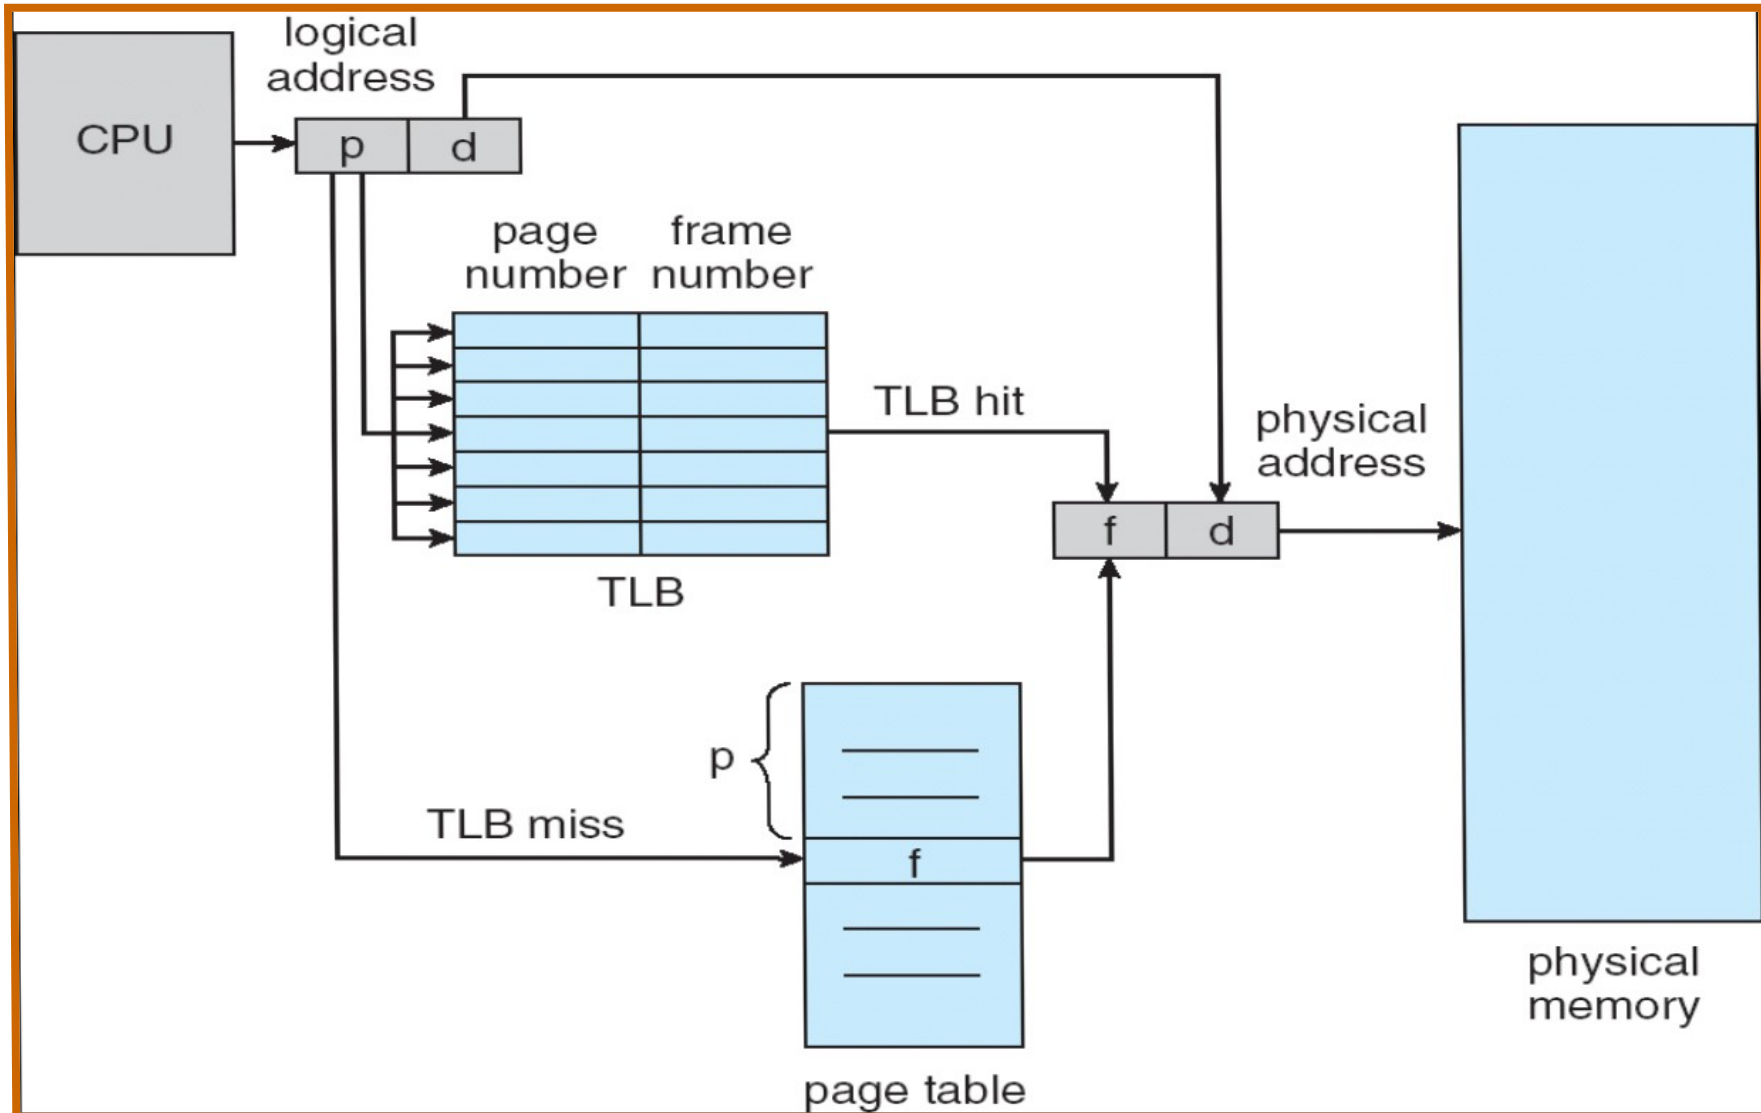 logical
address
CPU
p
d
page
number
frame
number
TLB hit
physical
address
f
d
TLB
p
TLB miss
f
physical
memory
page table